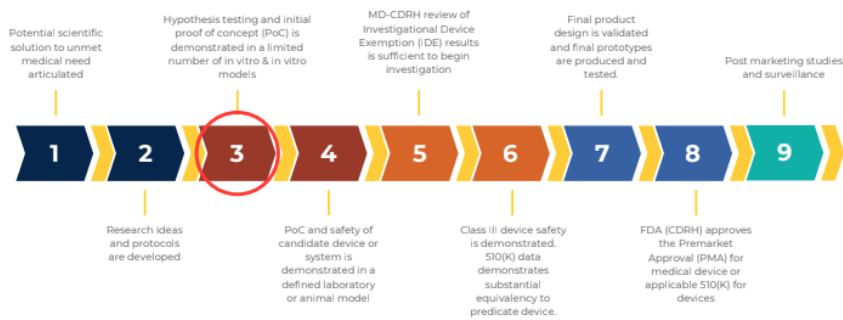 Potential scientific
solution to unmet
medical need
articulated
Hypothesis testing and initial
proof of concept (PoC) is
demonstrated in a limited
number of in vitro & in vitro
models
MD-CDRH review of
Investigational Device
Exemption (IDE) results
is sufficient to begin
investigation
Final product
design is validated
and final prototypes
are produced and
tested.
Post marketing studies
and surveillance
1
2
3
4
5
6
7
8
9
Research ideas
and protocols
are developed
PoC and safety of
candidate device or
system is
demonstrated in a
defined laboratory
or animal model
Class III device safety
is demonstrated.
510(K) data
demonstrates
substantial
equivalency to
predicate device.
FDA (CDRH) approves
the Premarket
Approval (PMA) for
medical device or
applicable 510(K) for
devices